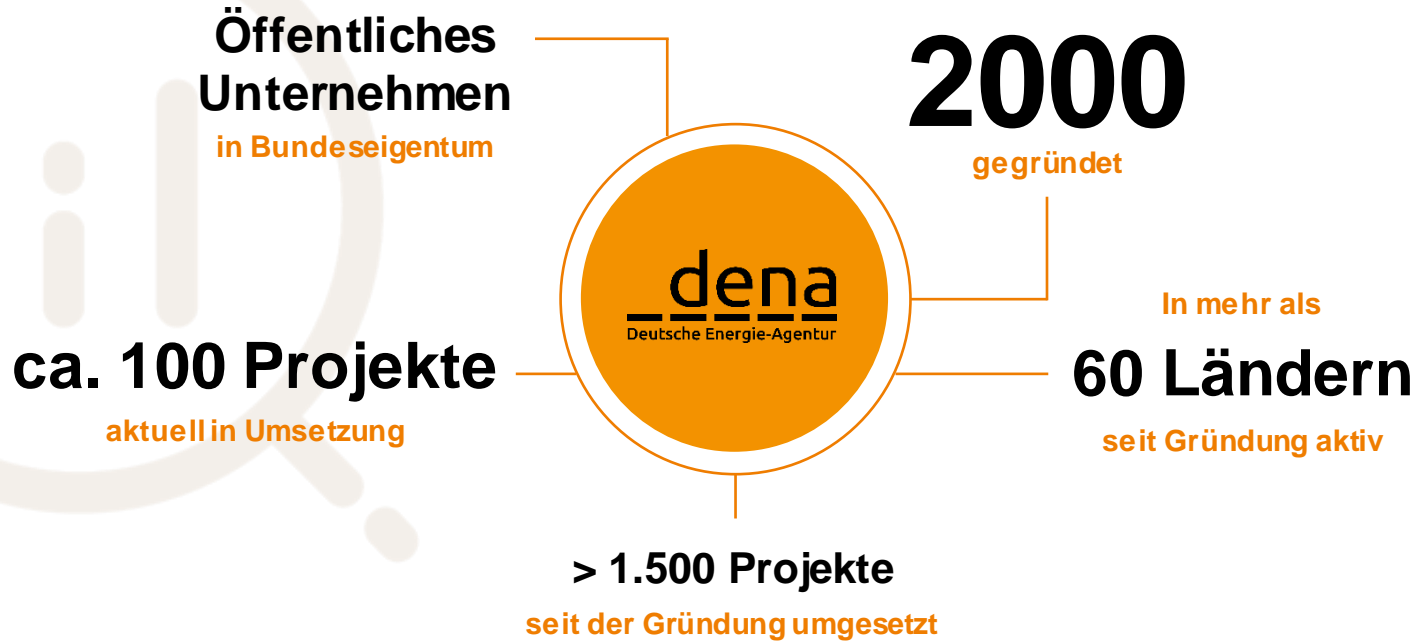 Öffentliches
Unternehmen
in Bundeseigentum
2000
gegründet
dena
Deutsche Energie-Agentur
ca. 100 Projekte
aktuell in Umsetzung
In mehr als
60 Ländern
seit Gründung aktiv
> 1.500 Projekte
seit der Gründung umgesetzt